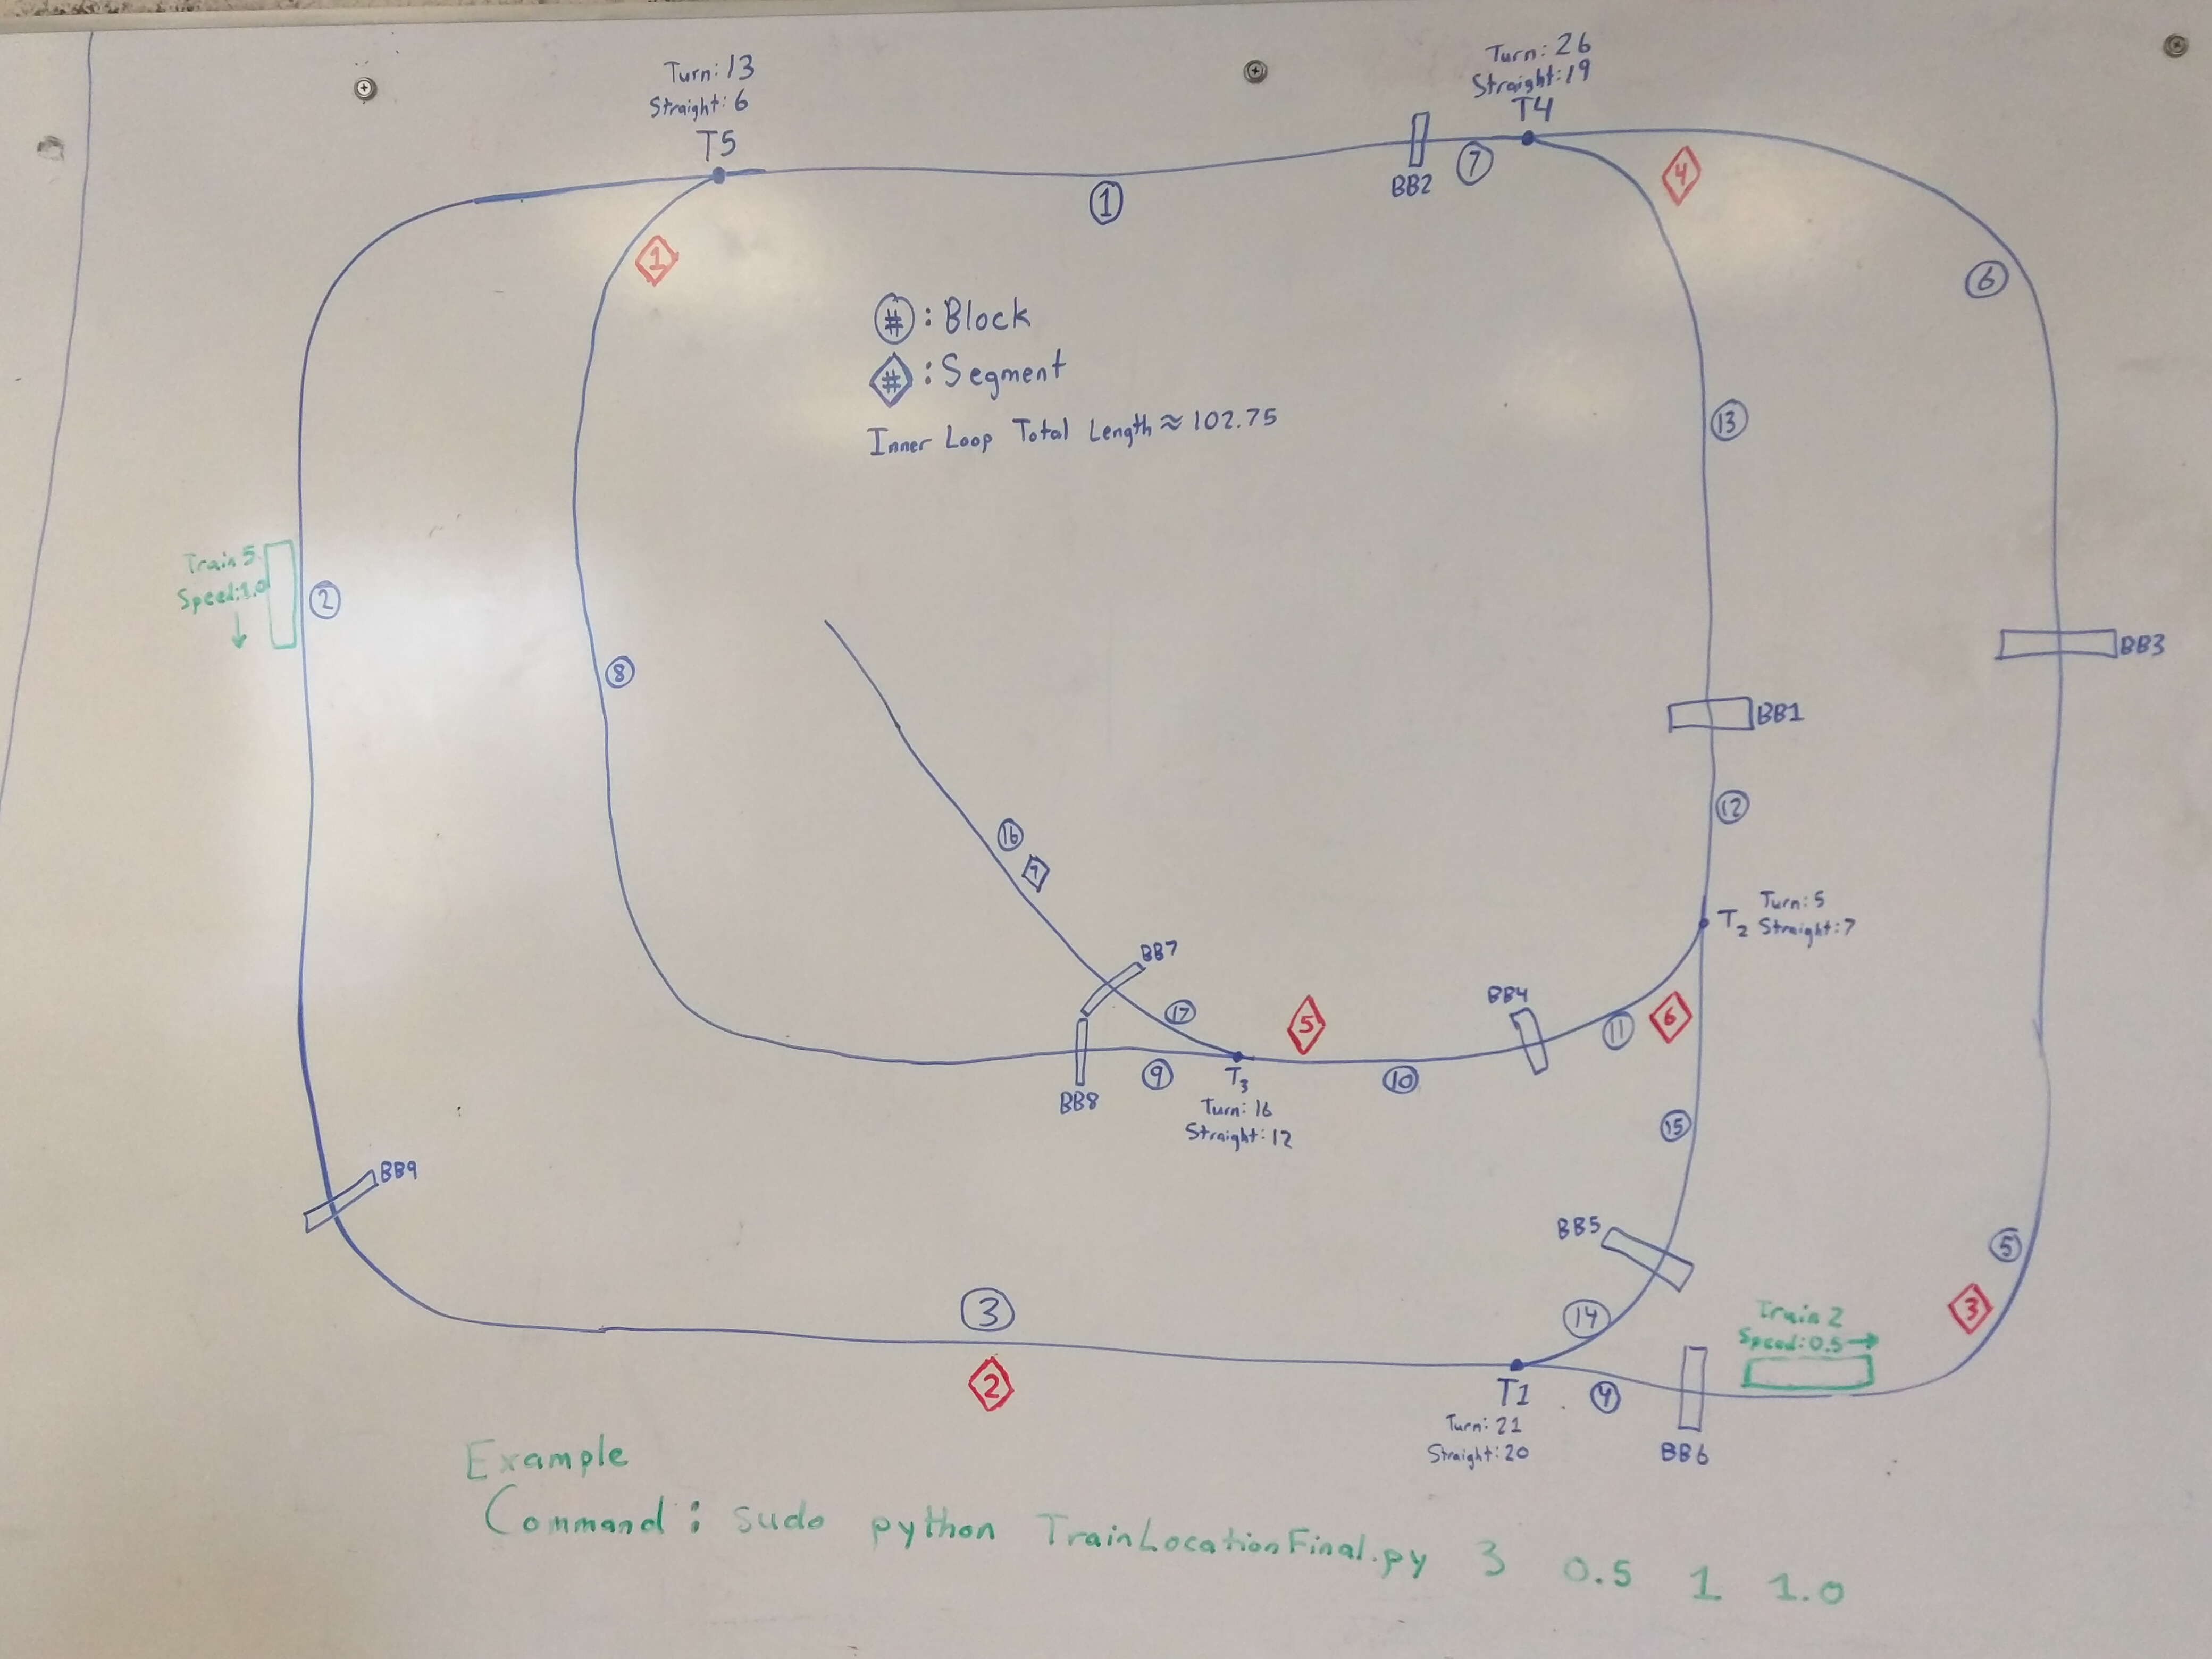 Turn: 13
Straight: 6
T5
Turn: 26
Straight: 19
T4
BB2
7
4
1
1
6
#: Block
#: Segment
Inner Loop Total Length ≈ 102.75
13
Train 5
Speed: 1.0
2
8
BB3
BB1
12
16
T2
Turn: 5
Straight: 7
BB7
17
5
BB4
11
6
BB8
9
T3
Turn: 16
Straight: 12
10
15
BB9
BB5
5
3
2
14
3
Train 2
Speed: 0.5
T1
Turn: 21
Straight: 20
4
BB6
Example
Command: sudo python TrainLocationFinal.py 3 0.5 1 1.0